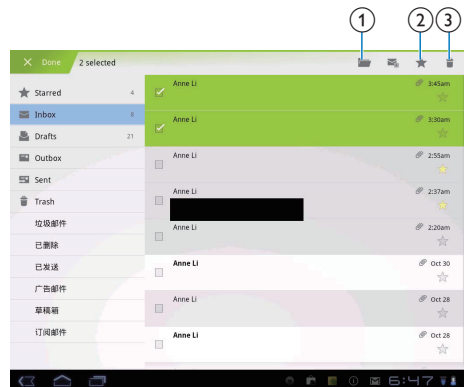 1 2 3
Done 2 selected
Starred 4
Inbox 8
Drafts 21
Outbox
Sent
Trash
垃圾邮件
已删除
已发送
广告邮件
草稿箱
订阅邮件
Anne Li 3:45am
Anne Li 3:30am
Anne Li 2:55am
Anne Li 2:37am
Anne Li 2:20am
Anne Li Oct 30
Anne Li Oct 28
Anne Li Oct 28
6:47